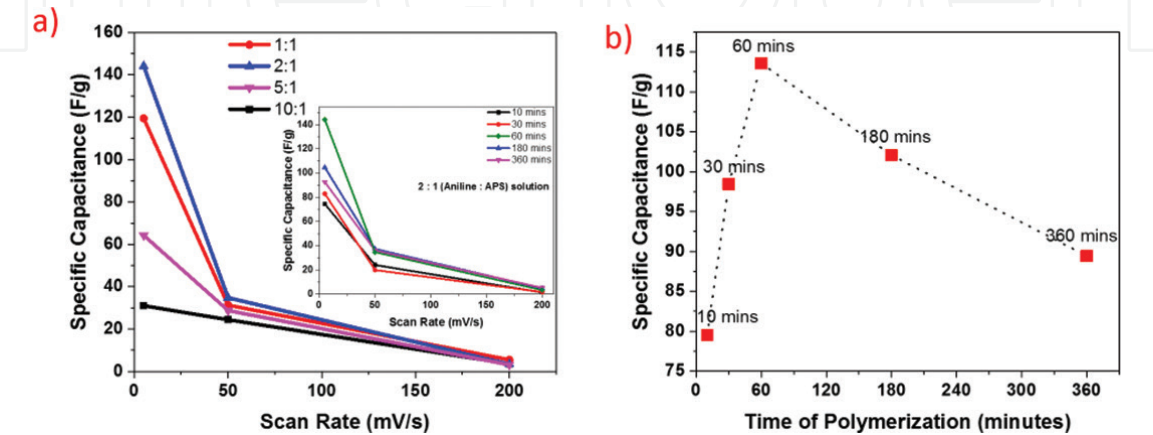 a)
160
140
120
100
80
60
40
20
0
Specific Capacitance (F/g)
1:1
2:1
5:1
10:1
0 50 100 150 200
Scan Rate (mV/s)
140
120
100
80
60
40
20
0
Specific Capacitance (F/g)
10 mins
30 mins
60 mins
180 mins
360 mins
2 : 1 (Aniline : APS) solution
0 50 100 150 200
Scan Rate (mV/s)
b)
115
110
105
100
95
90
85
80
75
Specific Capacitance (F/g)
60 mins
180 mins
30 mins
360 mins
10 mins
0 60 120 180 240 300 360
Time of Polymerization (minutes)